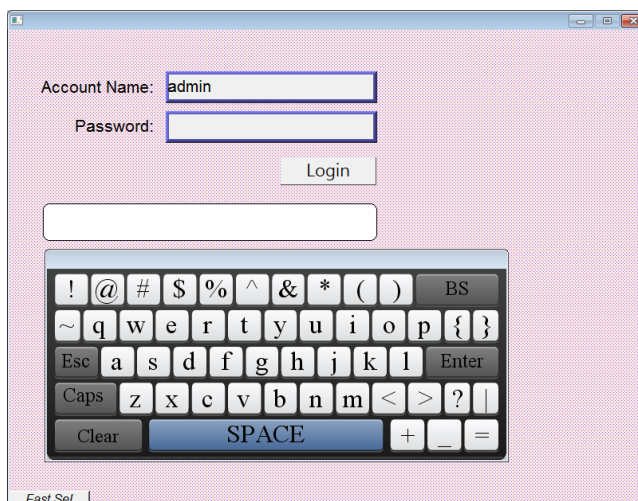 Account Name: admin
Password:
Login
! @ # $ % ^ & * ( ) BS
~ q w e r t y u i o p { }
Esc a s d f g h j k l Enter
Caps z x c v b n m < > ? |
Clear SPACE + _ =
Fast Sel